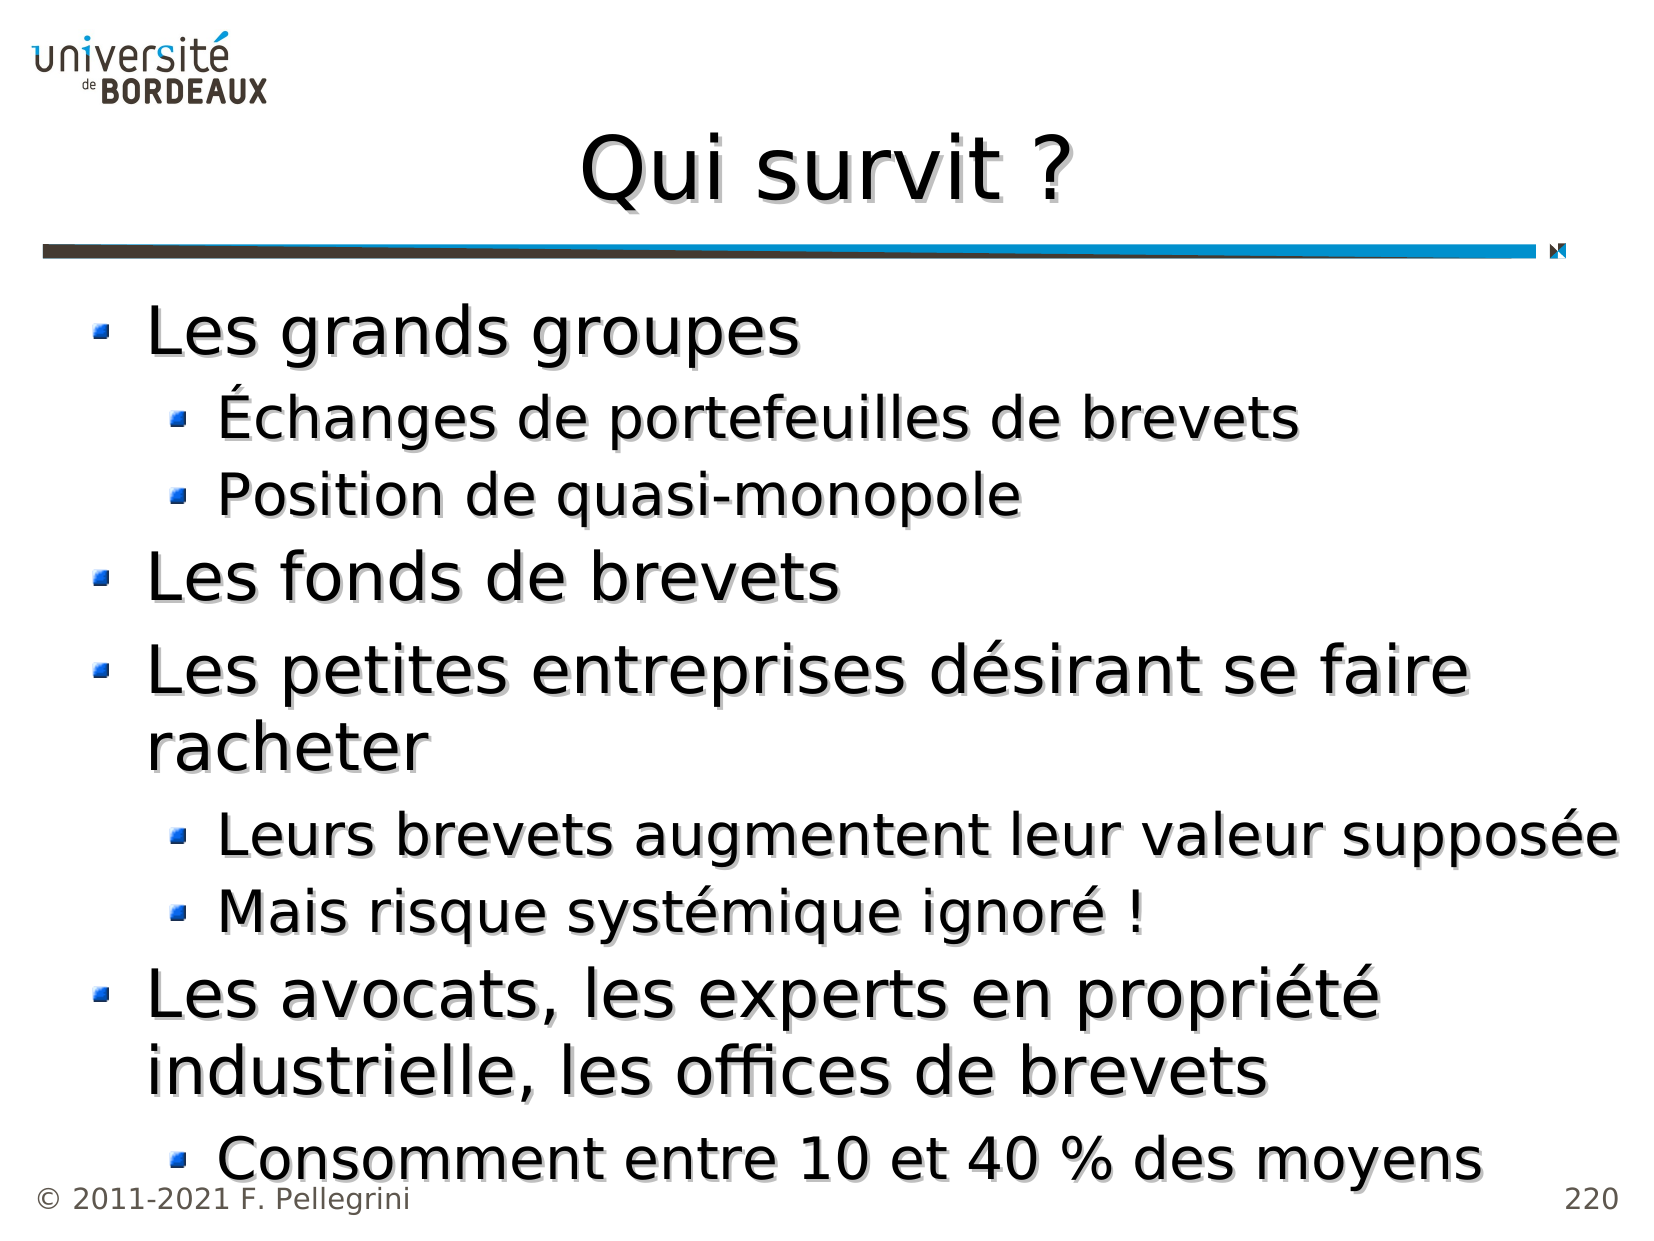 université
de BORDEAUX
Qui survit ?
Les grands groupes
Échanges de portefeuilles de brevets
Position de quasi-monopole
Les fonds de brevets
Les petites entreprises désirant se faire
racheter
Leurs brevets augmentent leur valeur supposée
Mais risque systémique ignoré !
Les avocats, les experts en propriété
industrielle, les offices de brevets
Consomment entre 10 et 40 % des moyens
© 2011-2021 F. Pellegrini
220